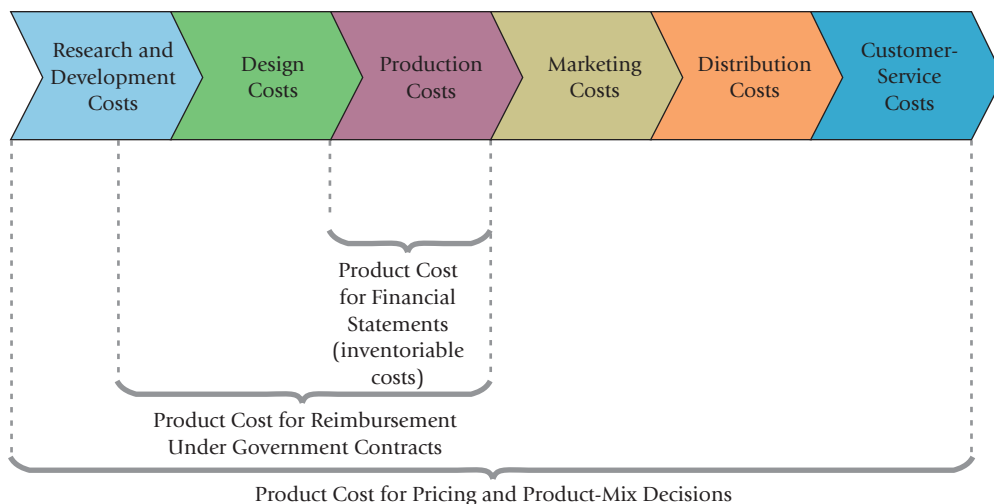 Research and
Development
Costs
Design
Costs
Production
Costs
Marketing
Costs
Distribution
Costs
Customer-
Service
Costs
Product Cost
for Financial
Statements
(inventoriable
costs)
Product Cost for Reimbursement
Under Government Contracts
Product Cost for Pricing and Product-Mix Decisions